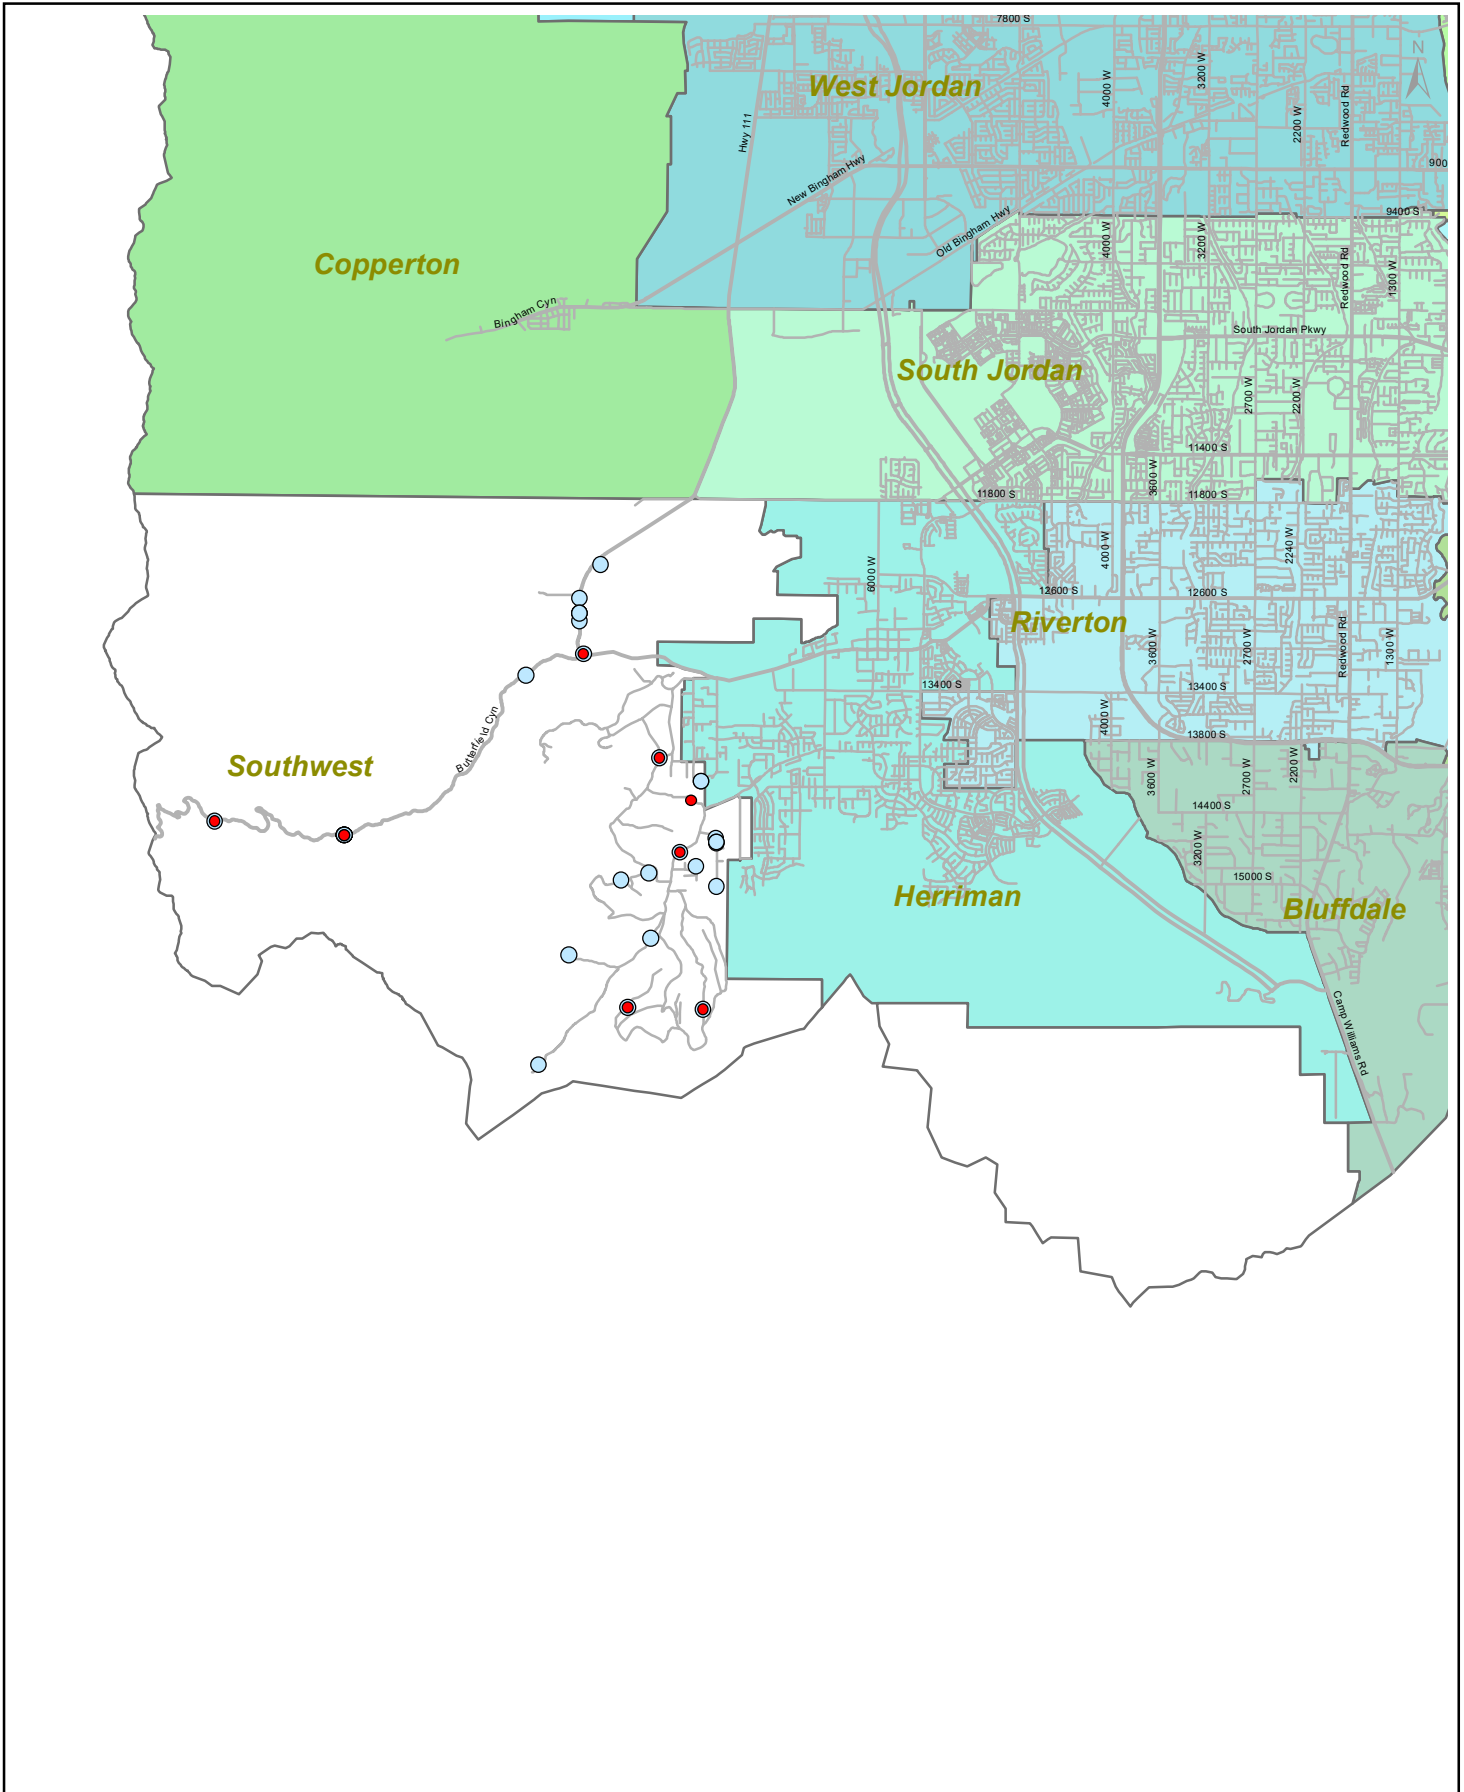 7800 S
N
West Jordan
4000 W
3200 W
2200 W
Redwood Rd
Hwy 111
New Bingham Hwy
900
Old Bingham Hwy
9400 S
Copperton
4000 W
3200 W
Redwood Rd
1300 W
Bingham Cyn
South Jordan Pkwy
South Jordan
2700 W
2200 W
11400 S
3600 W
11800 S
11800 S
4000 W
2240 W
6000 W
12600 S
12600 S
Riverton
3600 W
2700 W
Redwood Rd
1300 W
13400 S
13400 S
4000 W
13800 S
Butterfield Cyn
Southwest
3600 W
2700 W
2200 W
14400 S
3200 W
15000 S
Herriman
Bluffdale
Camp Williams Rd